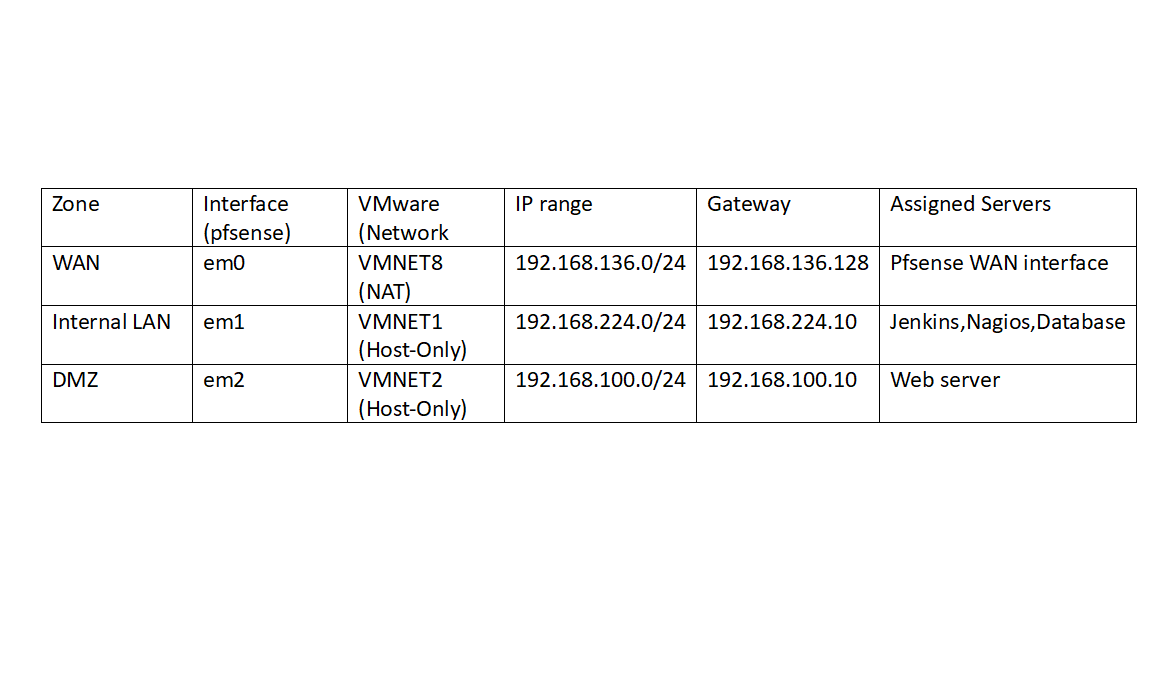 Zone Interface (pfsense) VMware (Network IP range Gateway Assigned Servers
WAN em0 VMNET8 (NAT) 192.168.136.0/24 192.168.136.128 Pfsense WAN interface
Internal LAN em1 VMNET1 (Host-Only) 192.168.224.0/24 192.168.224.10 Jenkins,Nagios,Database
DMZ em2 VMNET2 (Host-Only) 192.168.100.0/24 192.168.100.10 Web server